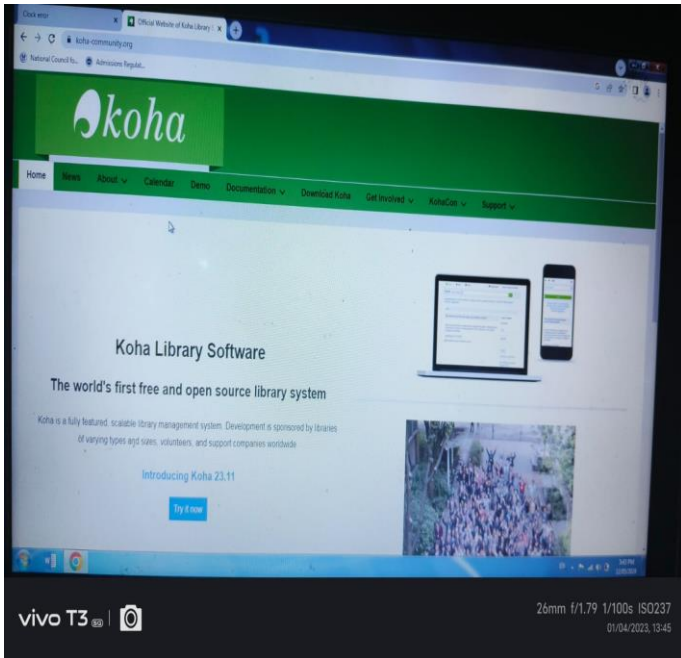 Clock error
Official Website of Koha Library |
koha-community.org
National Council fo...
Admissions Regulat...
koha
Home News About Calendar Demo Documentation Download Koha Get Involved KohaCon Support
Koha Library Software
The world's first free and open source library system
Koha is a fully featured, scalable library management system. Development is sponsored by libraries
of varying types and sizes, volunteers, and support companies worldwide
Introducing Koha 23.11
Try it now
EN
vivo T3 5G
26mm f/1.79 1/100s ISO237
01/04/2023, 13:45